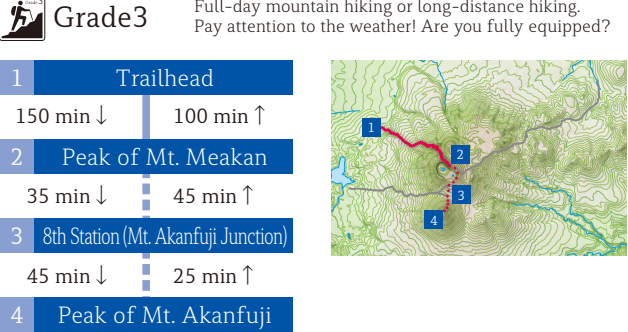 Grade3
Grade3
Full-day mountain hiking or long-distance hiking.
Pay attention to the weather! Are you fully equipped?
1 Trailhead
150 min ↓ 100 min ↑
2 Peak of Mt. Meakan
35 min ↓ 45 min ↑
3 8th Station (Mt. Akanfuji Junction)
45 min ↓ 25 min ↑
4 Peak of Mt. Akanfuji
1
2
3
4